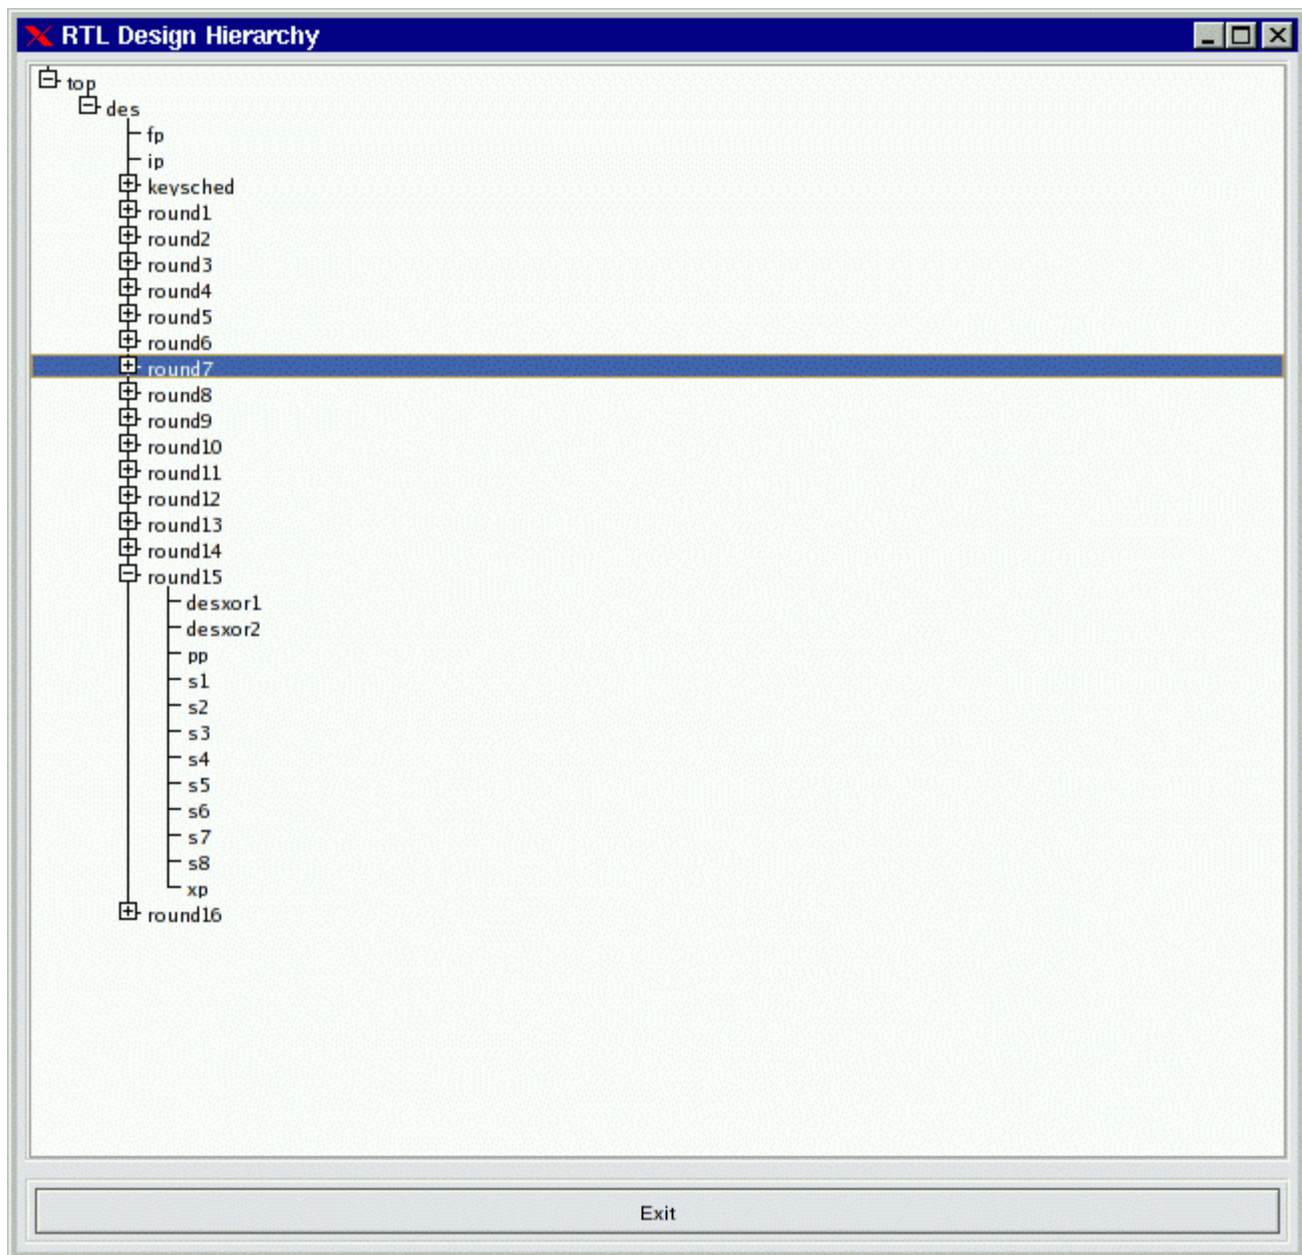 RTL Design Hierarchy
top
des
fp
ip
keysched
round1
round2
round3
round4
round5
round6
round7
round8
round9
round10
round11
round12
round13
round14
round15
desxor1
desxor2
pp
s1
s2
s3
s4
s5
s6
s7
s8
xp
round16
Exit